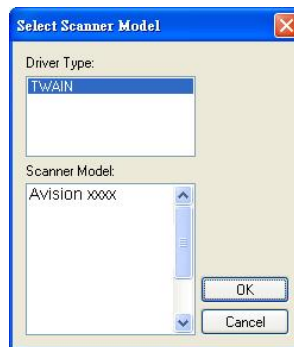 Select Scanner Model
Driver Type:
TWAIN
Scanner Model:
Avision xxxx
OK
Cancel